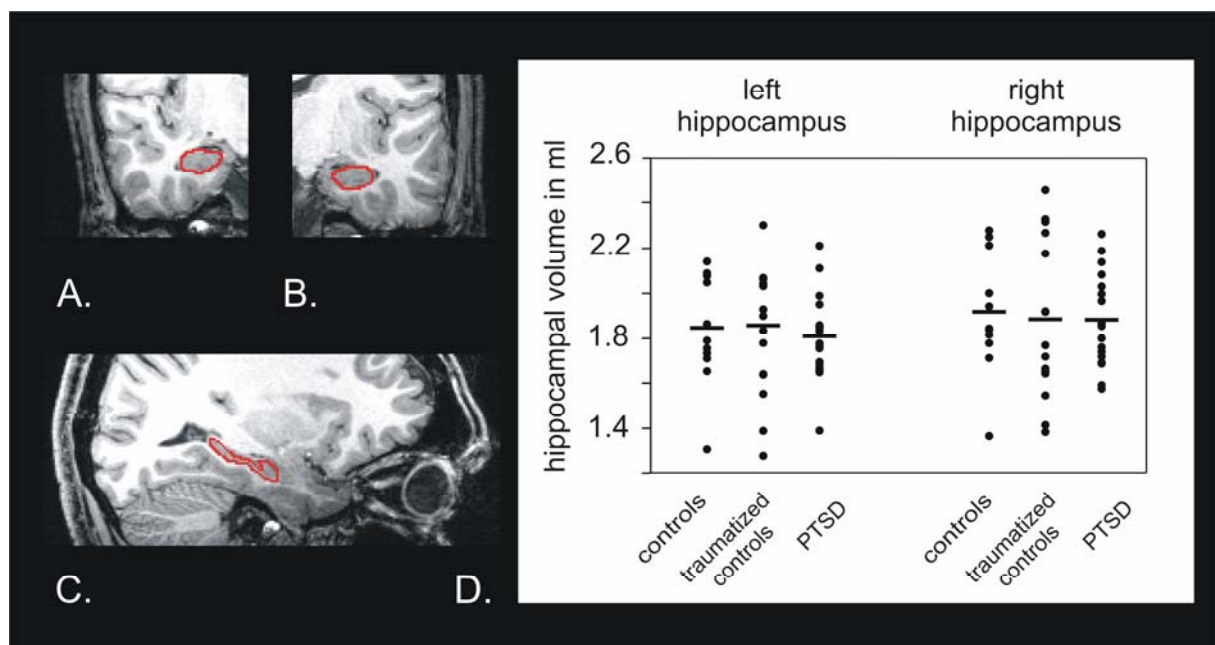 A.
B.
C.
D.
left
hippocampus
right
hippocampus
hippocampal volume in ml
2.6
2.2
1.8
1.4
controls
traumatized
controls
PTSD
controls
traumatized
controls
PTSD